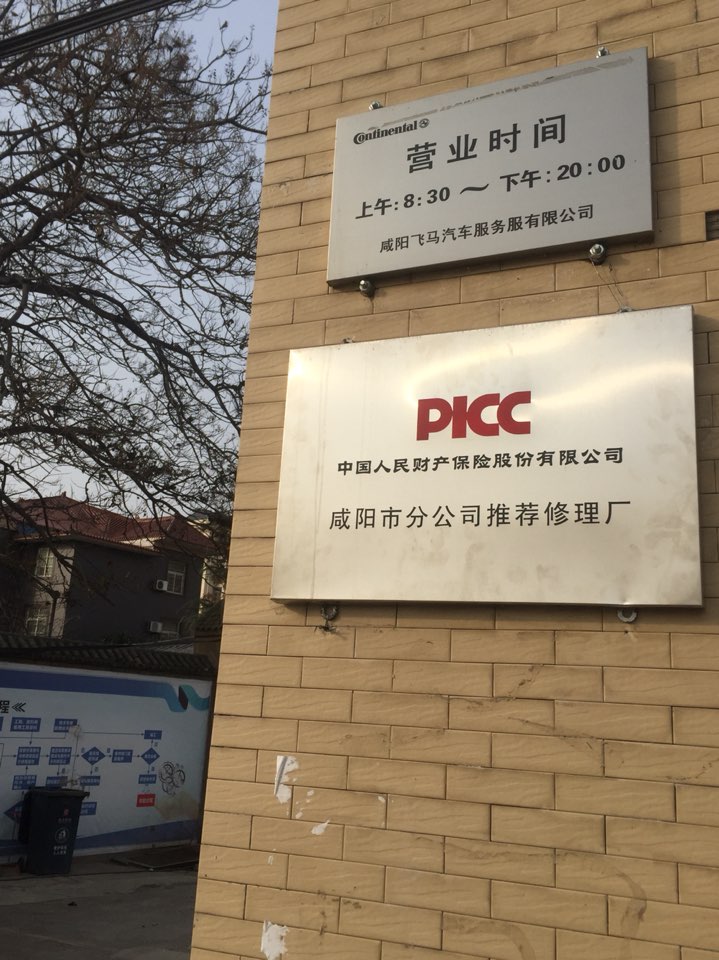 Continental
营业时间
上午:8:30～下午:20:00
咸阳飞马汽车服务服有限公司
PICC
中国人民财产保险股份有限公司
咸阳市分公司推荐修理厂
程